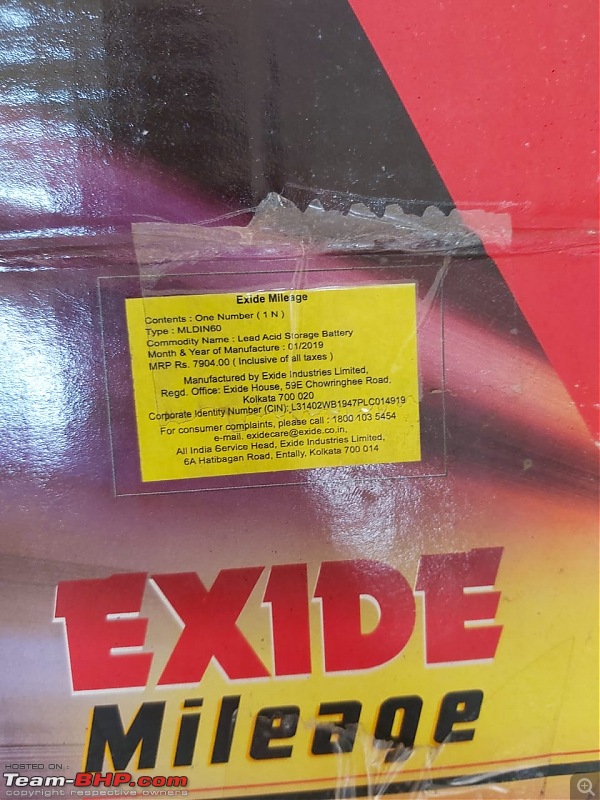 Exide Mileage
Contents : One Number ( 1 N )
Type : MLDIN60
Commodity Name : Lead Acid Storage Battery
Month & Year of Manufacture : 01/2019
MRP Rs. 7904.00 ( Inclusive of all taxes )
Manufactured by Exide Industries Limited,
Regd. Office: Exide House, 59E Chowringhee Road,
Kolkata 700 020
Corporate Identity Number (CIN): L31402WB1947PLC014919
For consumer complaints, please call : 1800 103 5454
e-mail. exidecare@exide.co.in,
All India Service Head, Exide Industries Limited,
6A Hatibagan Road, Entally, Kolkata 700 014
EXIDE
Mileage
HOSTED ON :
Team-BHP.com
copyright respective owners